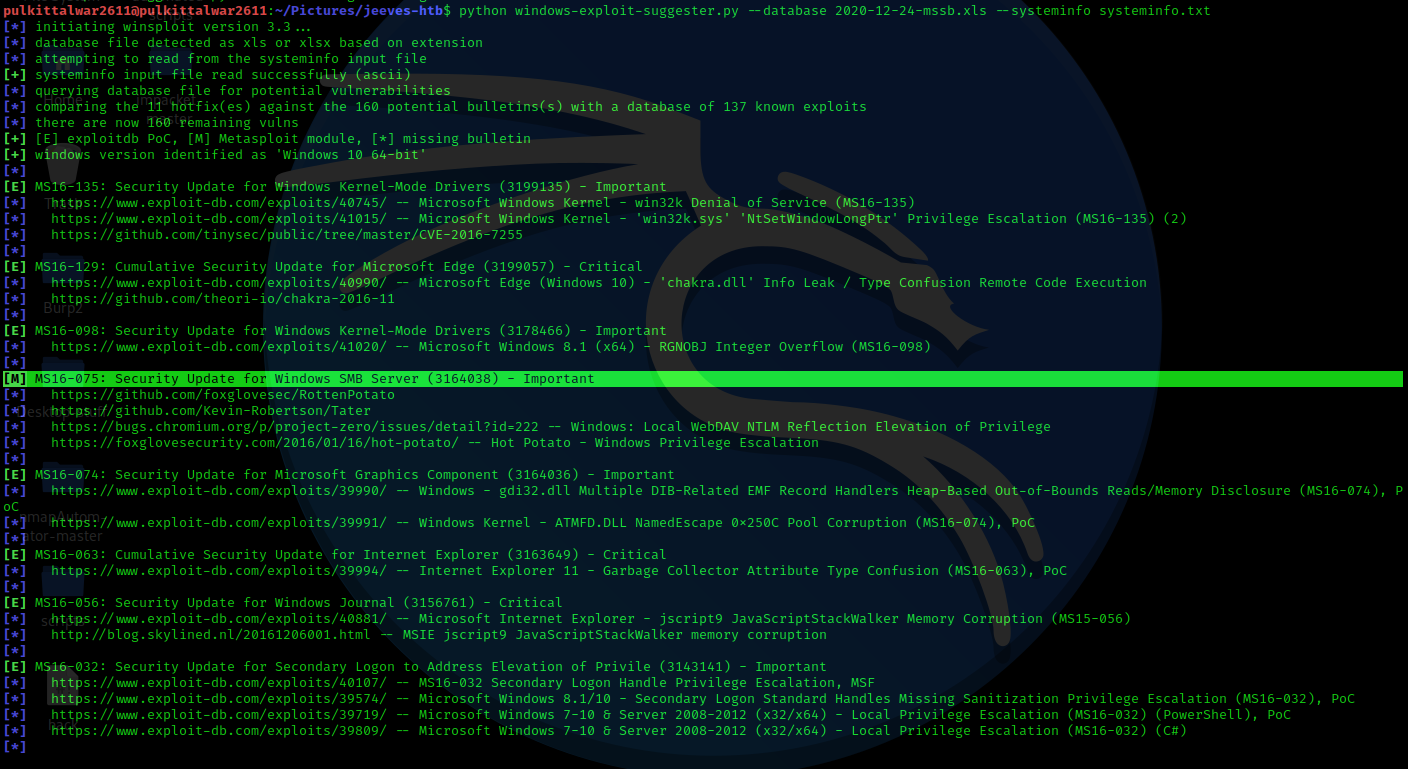 pulkittalwar2611@pulkittalwar2611:~/Pictures/jeeves-htb$ python windows-exploit-suggester.py --database 2020-12-24-mssb.xls --systeminfo systeminfo.txt
[*] initiating winsploit version 3.3...
[*] database file detected as xls or xlsx based on extension
[*] attempting to read from the systeminfo input file
[+] systeminfo input file read successfully (ascii)
[*] querying database file for potential vulnerabilities
[*] comparing the 11 hotfix(es) against the 160 potential bulletins(s) with a database of 137 known exploits
[*] there are now 160 remaining vulns
[+] [E] exploitdb PoC, [M] Metasploit module, [*] missing bulletin
[+] windows version identified as 'Windows 10 64-bit'
[*]
[E] MS16-135: Security Update for Windows Kernel-Mode Drivers (3199135) - Important
[*]   https://www.exploit-db.com/exploits/40745/ -- Microsoft Windows Kernel - win32k Denial of Service (MS16-135)
[*]   https://www.exploit-db.com/exploits/41015/ -- Microsoft Windows Kernel - 'win32k.sys' 'NtSetWindowLongPtr' Privilege Escalation (MS16-135) (2)
[*]   https://github.com/tinysec/public/tree/master/CVE-2016-7255
[*]
[E] MS16-129: Cumulative Security Update for Microsoft Edge (3199057) - Critical
[*]   https://www.exploit-db.com/exploits/40990/ -- Microsoft Edge (Windows 10) - 'chakra.dll' Info Leak / Type Confusion Remote Code Execution
[*]   https://github.com/theori-io/chakra-2016-11
[*]
[E] MS16-098: Security Update for Windows Kernel-Mode Drivers (3178466) - Important
[*]   https://www.exploit-db.com/exploits/41020/ -- Microsoft Windows 8.1 (x64) - RGNOBJ Integer Overflow (MS16-098)
[*]
[M] MS16-075: Security Update for Windows SMB Server (3164038) - Important
[*]   https://github.com/foxglovesec/RottenPotato
[*]   https://github.com/Kevin-Robertson/Tater
[*]   https://bugs.chromium.org/p/project-zero/issues/detail?id=222 -- Windows: Local WebDAV NTLM Reflection Elevation of Privilege
[*]   https://foxglovesecurity.com/2016/01/16/hot-potato/ -- Hot Potato - Windows Privilege Escalation
[*]
[E] MS16-074: Security Update for Microsoft Graphics Component (3164036) - Important
[*]   https://www.exploit-db.com/exploits/39990/ -- Windows - gdi32.dll Multiple DIB-Related EMF Record Handlers Heap-Based Out-of-Bounds Reads/Memory Disclosure (MS16-074), P
oC
[*]   https://www.exploit-db.com/exploits/39991/ -- Windows Kernel - ATMFD.DLL NamedEscape 0x250C Pool Corruption (MS16-074), PoC
[*]
[E] MS16-063: Cumulative Security Update for Internet Explorer (3163649) - Critical
[*]   https://www.exploit-db.com/exploits/39994/ -- Internet Explorer 11 - Garbage Collector Attribute Type Confusion (MS16-063), PoC
[*]
[E] MS16-056: Security Update for Windows Journal (3156761) - Critical
[*]   https://www.exploit-db.com/exploits/40881/ -- Microsoft Internet Explorer - jscript9 JavaScriptStackWalker Memory Corruption (MS15-056)
[*]   http://blog.skylined.nl/20161206001.html -- MSIE jscript9 JavaScriptStackWalker memory corruption
[*]
[E] MS16-032: Security Update for Secondary Logon to Address Elevation of Privile (3143141) - Important
[*]   https://www.exploit-db.com/exploits/40107/ -- MS16-032 Secondary Logon Handle Privilege Escalation, MSF
[*]   https://www.exploit-db.com/exploits/39574/ -- Microsoft Windows 8.1/10 - Secondary Logon Standard Handles Missing Sanitization Privilege Escalation (MS16-032), PoC
[*]   https://www.exploit-db.com/exploits/39719/ -- Microsoft Windows 7-10 & Server 2008-2012 (x32/x64) - Local Privilege Escalation (MS16-032) (PowerShell), PoC
[*]   https://www.exploit-db.com/exploits/39809/ -- Microsoft Windows 7-10 & Server 2008-2012 (x32/x64) - Local Privilege Escalation (MS16-032) (C#)
[*]